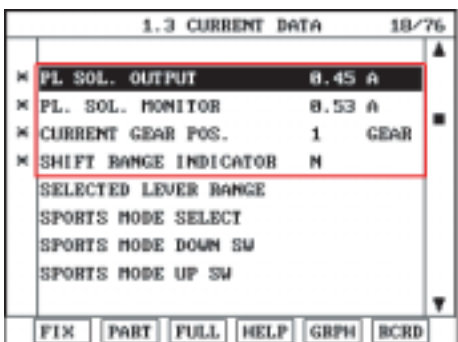 1.3 CURRENT DATA 18/76
* PL SOL. OUTPUT 0.45 A
* PL. SOL. MONITOR 0.53 A
* CURRENT GEAR POS. 1 GEAR
* SHIFT RANGE INDICATOR N
SELECTED LEVER RANGE
SPORTS MODE SELECT
SPORTS MODE DOWN SW
SPORTS MODE UP SW
FIX PART FULL HELP GRPH RCRD